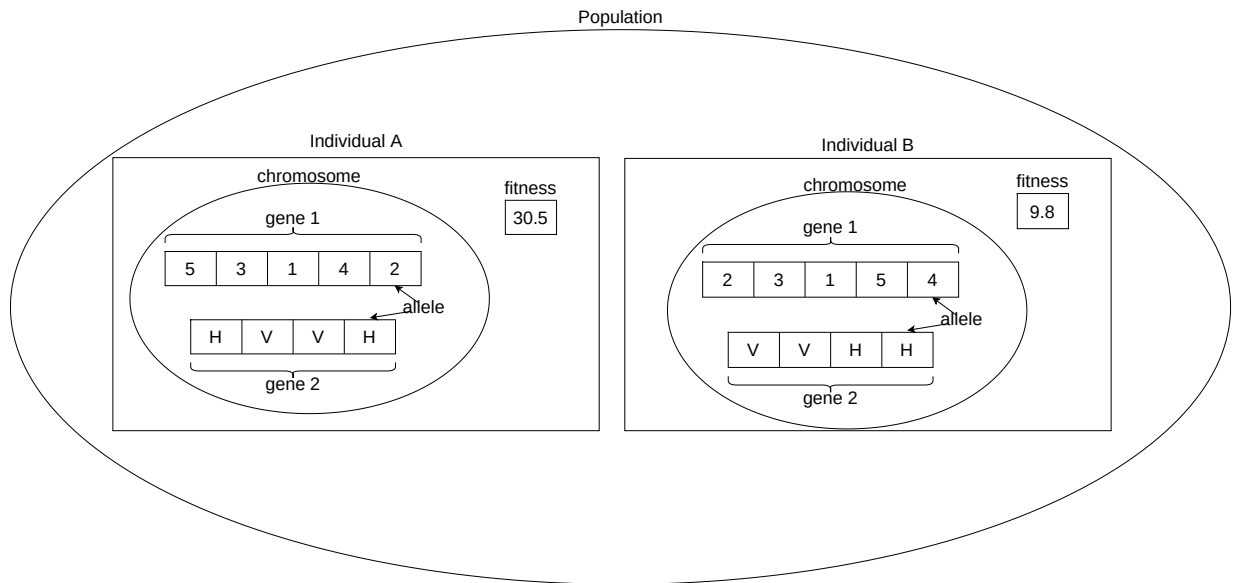 Population
Individual A
chromosome
fitness
30.5
gene 1
5 3 1 4 2
allele
H V V H
gene 2
Individual B
chromosome
fitness
9.8
gene 1
2 3 1 5 4
allele
V V H H
gene 2